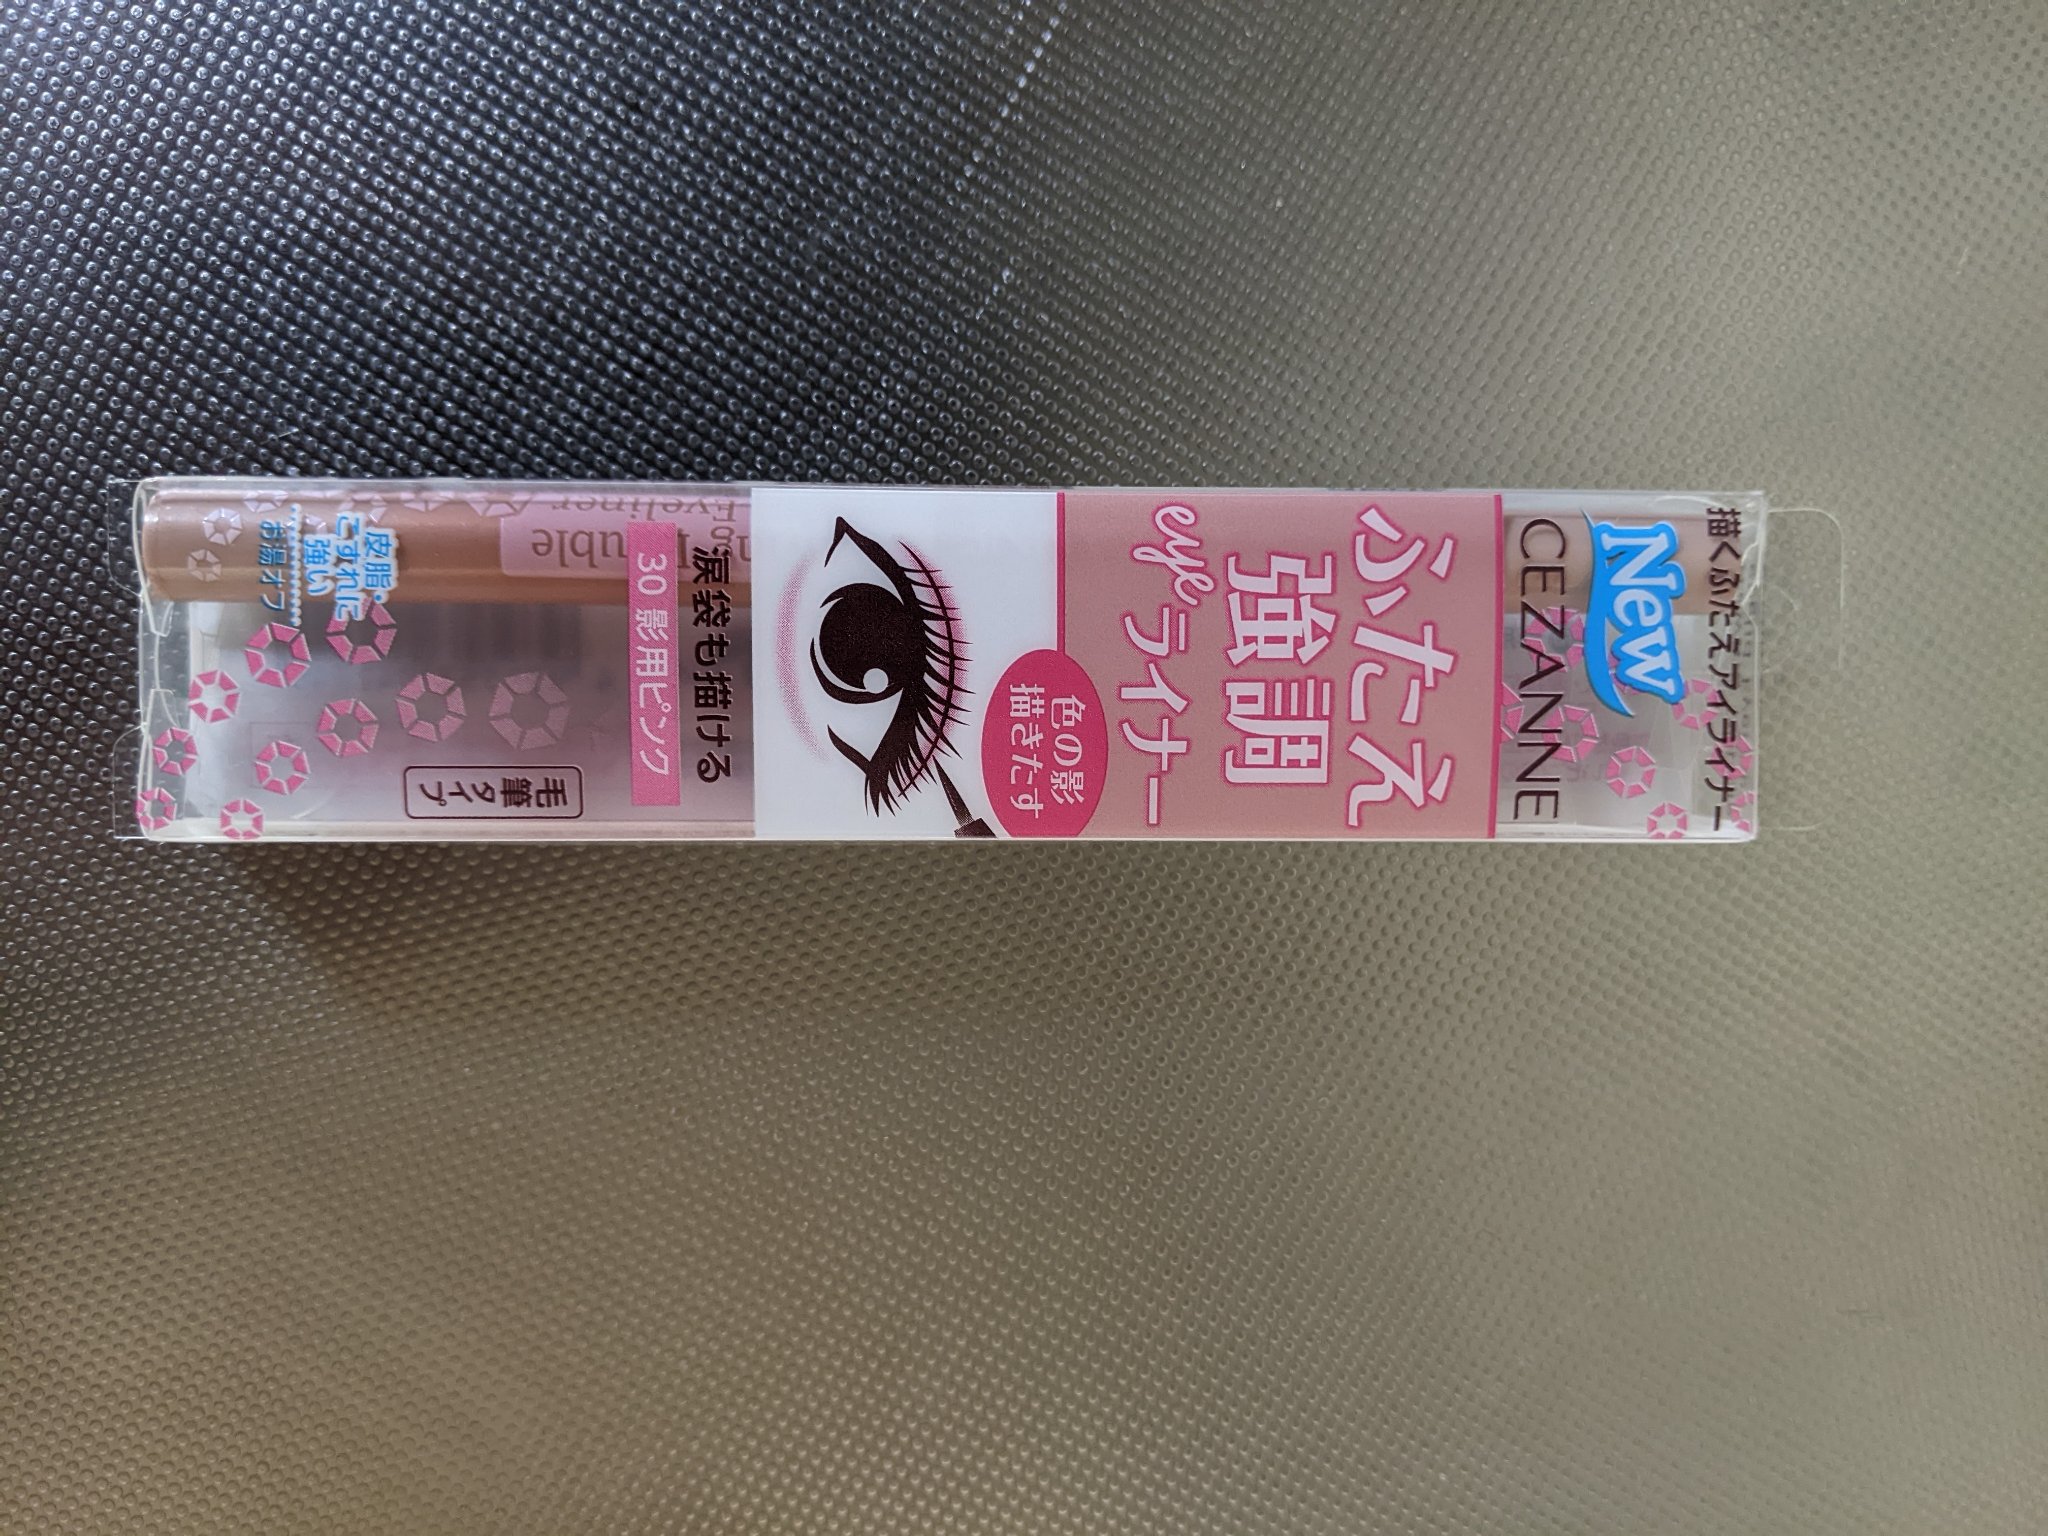 描くふたえアイライナー
New
CEZANNE
ふたえ
強調
eyeライナー
色の影
描きたす
涙袋も描ける
30 影用ピンク
毛筆タイプ
皮脂・
こすれに
強い
お湯オフ
for Double
Eyeliner